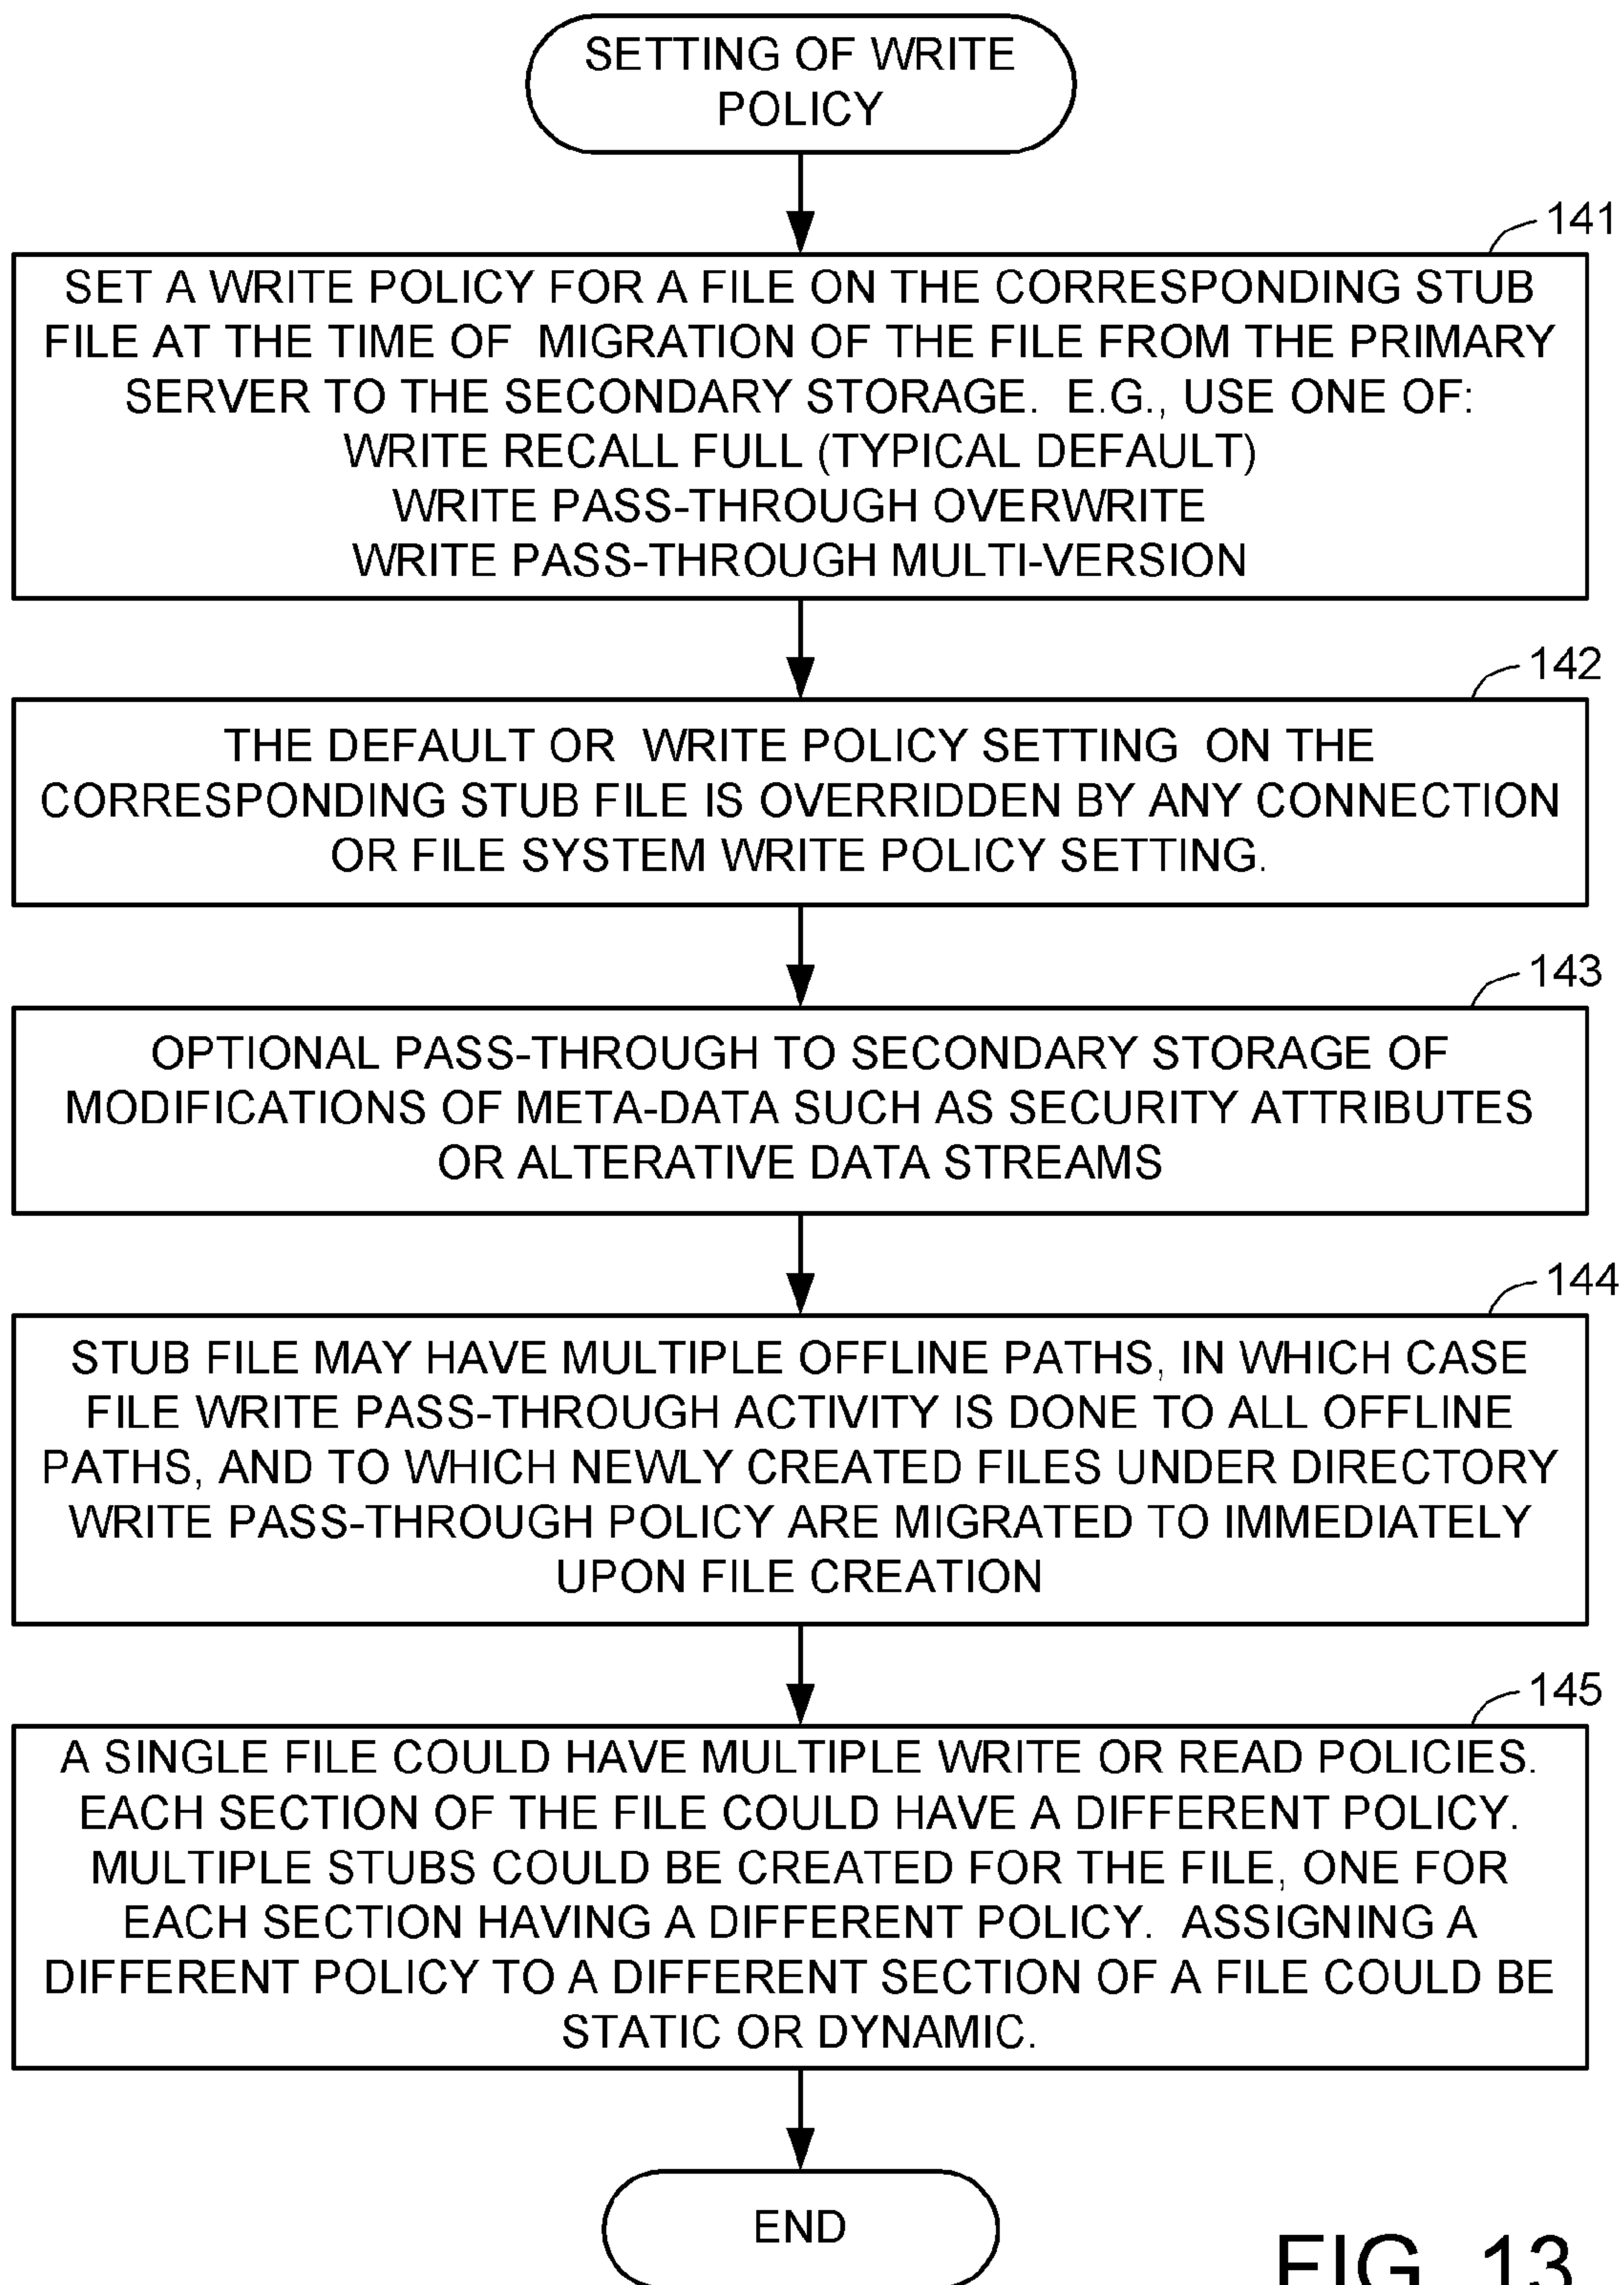 SETTING OF WRITE
POLICY
141
SET A WRITE POLICY FOR A FILE ON THE CORRESPONDING STUB
FILE AT THE TIME OF MIGRATION OF THE FILE FROM THE PRIMARY
SERVER TO THE SECONDARY STORAGE. E.G., USE ONE OF:
WRITE RECALL FULL (TYPICAL DEFAULT)
WRITE PASS-THROUGH OVERWRITE
WRITE PASS-THROUGH MULTI-VERSION
142
THE DEFAULT OR WRITE POLICY SETTING ON THE
CORRESPONDING STUB FILE IS OVERRIDDEN BY ANY CONNECTION
OR FILE SYSTEM WRITE POLICY SETTING.
143
OPTIONAL PASS-THROUGH TO SECONDARY STORAGE OF
MODIFICATIONS OF META-DATA SUCH AS SECURITY ATTRIBUTES
OR ALTERATIVE DATA STREAMS
144
STUB FILE MAY HAVE MULTIPLE OFFLINE PATHS, IN WHICH CASE
FILE WRITE PASS-THROUGH ACTIVITY IS DONE TO ALL OFFLINE
PATHS, AND TO WHICH NEWLY CREATED FILES UNDER DIRECTORY
WRITE PASS-THROUGH POLICY ARE MIGRATED TO IMMEDIATELY
UPON FILE CREATION
145
A SINGLE FILE COULD HAVE MULTIPLE WRITE OR READ POLICIES.
EACH SECTION OF THE FILE COULD HAVE A DIFFERENT POLICY.
MULTIPLE STUBS COULD BE CREATED FOR THE FILE, ONE FOR
EACH SECTION HAVING A DIFFERENT POLICY. ASSIGNING A
DIFFERENT POLICY TO A DIFFERENT SECTION OF A FILE COULD BE
STATIC OR DYNAMIC.
END
FIG. 13